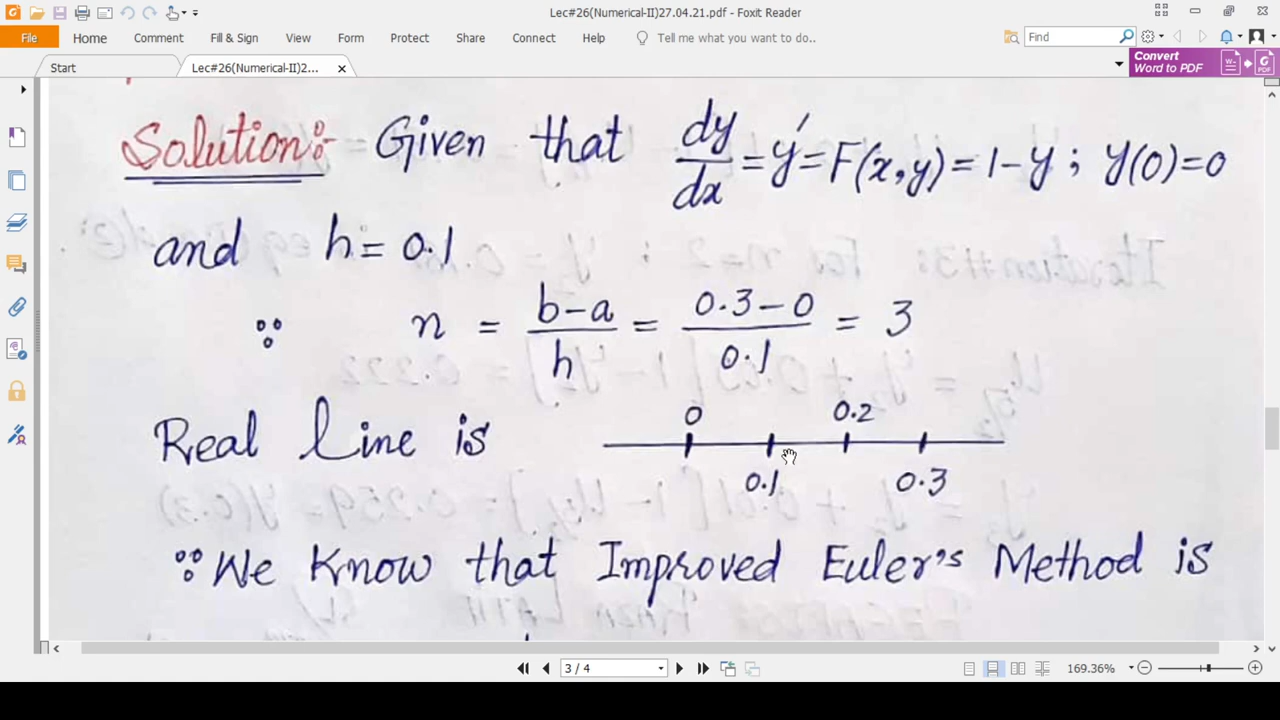 Lec#26(Numerical-II)27.04.21.pdf - Foxit Reader
File Home Comment Fill & Sign View Form Protect Share Connect Help Tell me what you want to do.. Find
Start Lec#26(Numerical-II)2... Convert Word to PDF
Solution:- Given that dy/dx = y' = F(x,y) = 1-y ; y(0)=0
and h = 0.1
∵ n = b-a/h = 0.3-0/0.1 = 3
Real line is 0 0.1 0.2 0.3
∵ We Know that Improved Euler's Method is
3 / 4 169.36%